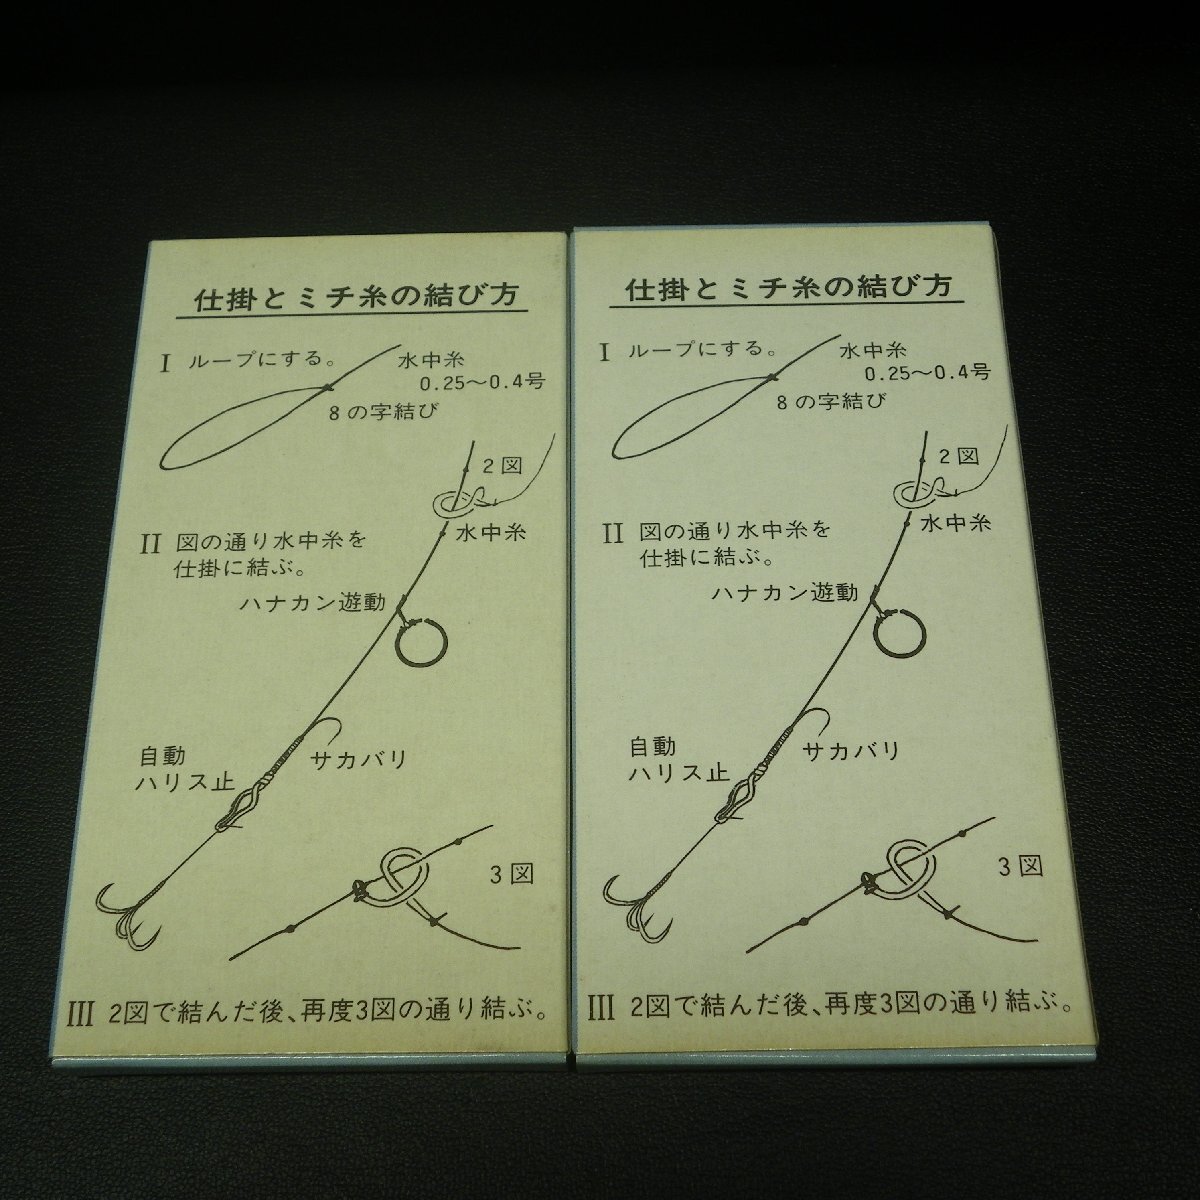 仕掛とミチ糸の結び方
I ループにする。
水中糸
0.25〜0.4号
8の字結び
2図
水中糸
II 図の通り水中糸を
仕掛に結ぶ。
ハナカン遊動
自動
ハリス止
サカバリ
3図
III 2図で結んだ後、再度3図の通り結ぶ。
仕掛とミチ糸の結び方
I ループにする。
水中糸
0.25〜0.4号
8の字結び
2図
水中糸
II 図の通り水中糸を
仕掛に結ぶ。
ハナカン遊動
自動
ハリス止
サカバリ
3図
III 2図で結んだ後、再度3図の通り結ぶ。